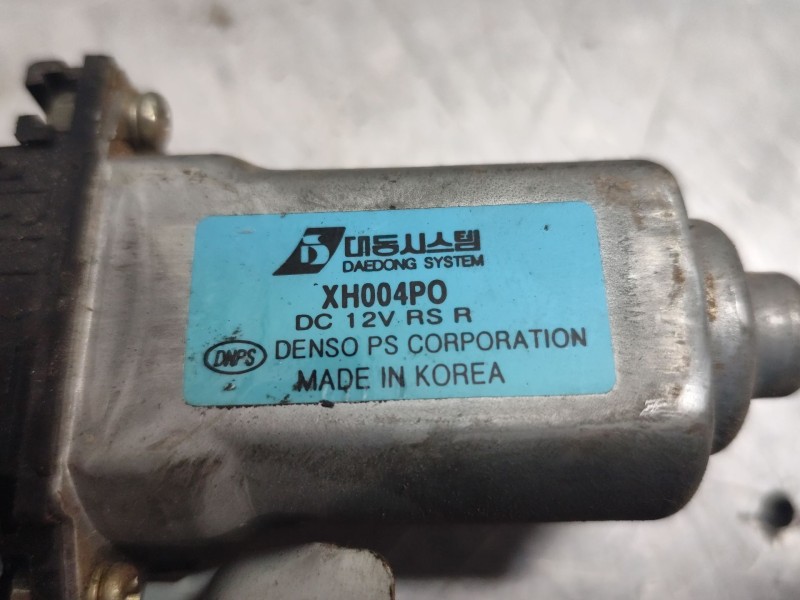 D 대동시스템
DAEDONG SYSTEM
XH004PO
DC 12V RS R
DNPS DENSO PS CORPORATION
MADE IN KOREA